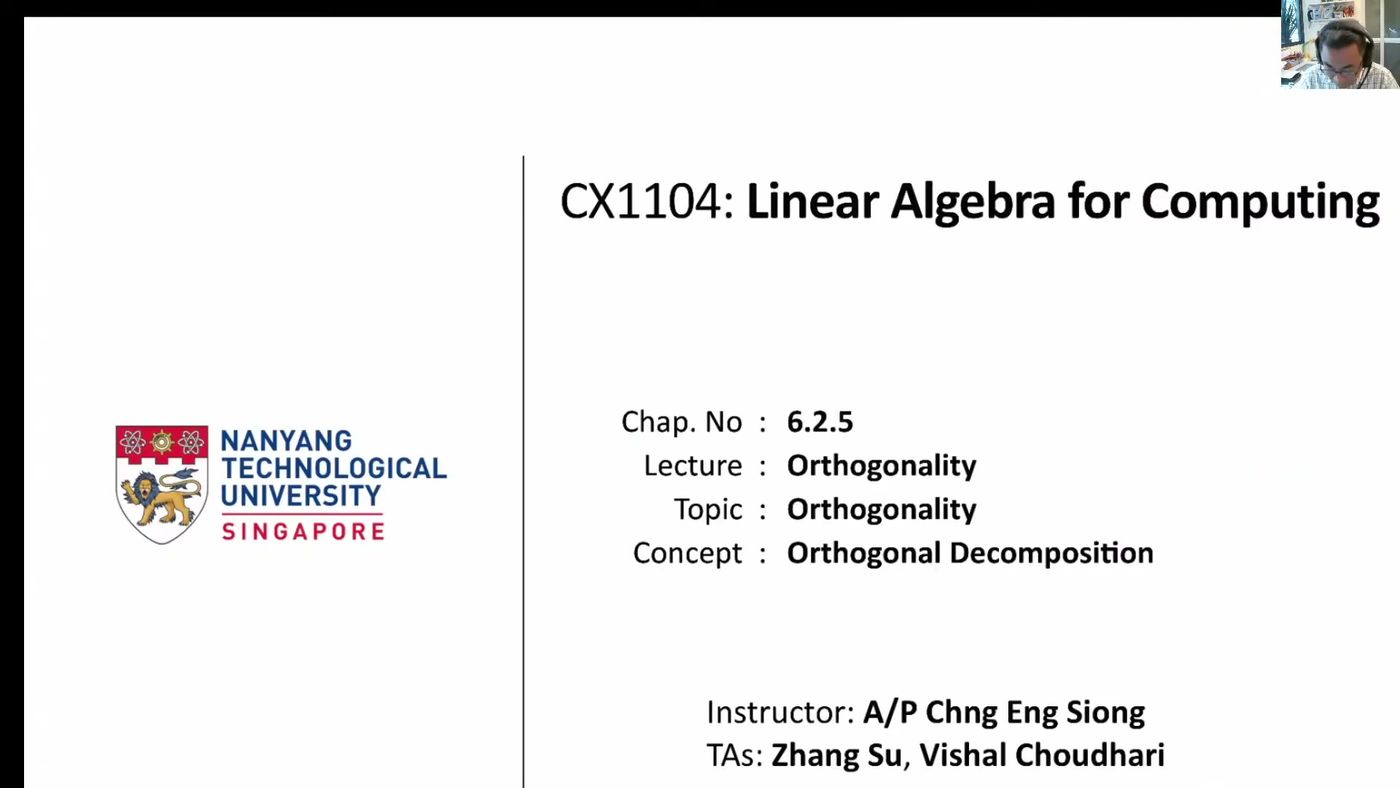 CX1104: Linear Algebra for Computing
NANYANG
TECHNOLOGICAL
UNIVERSITY
SINGAPORE
Chap. No : 6.2.5
Lecture : Orthogonality
Topic : Orthogonality
Concept : Orthogonal Decomposition
Instructor: A/P Chng Eng Siong
TAs: Zhang Su, Vishal Choudhari